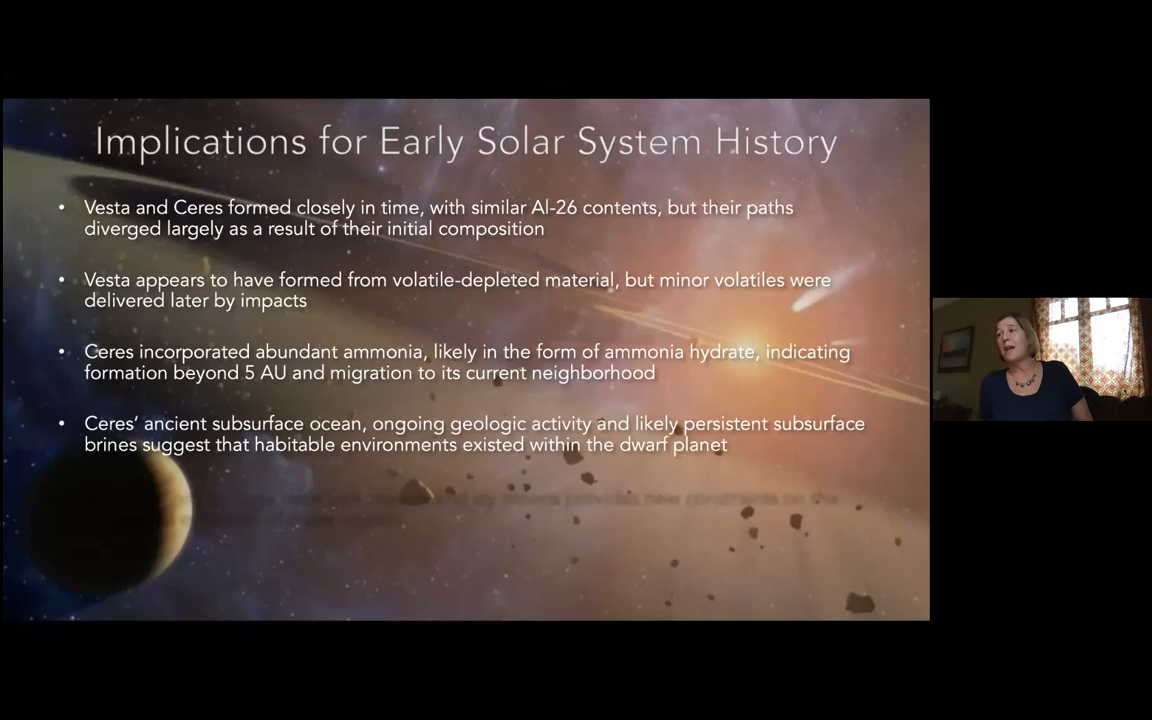 Implications for Early Solar System History
• Vesta and Ceres formed closely in time, with similar Al-26 contents, but their paths
diverged largely as a result of their initial composition
• Vesta appears to have formed from volatile-depleted material, but minor volatiles were
delivered later by impacts
• Ceres incorporated abundant ammonia, likely in the form of ammonia hydrate, indicating
formation beyond 5 AU and migration to its current neighborhood
• Ceres’ ancient subsurface ocean, ongoing geologic activity and likely persistent subsurface
brines suggest that habitable environments existed within the dwarf planet
new constraints on the